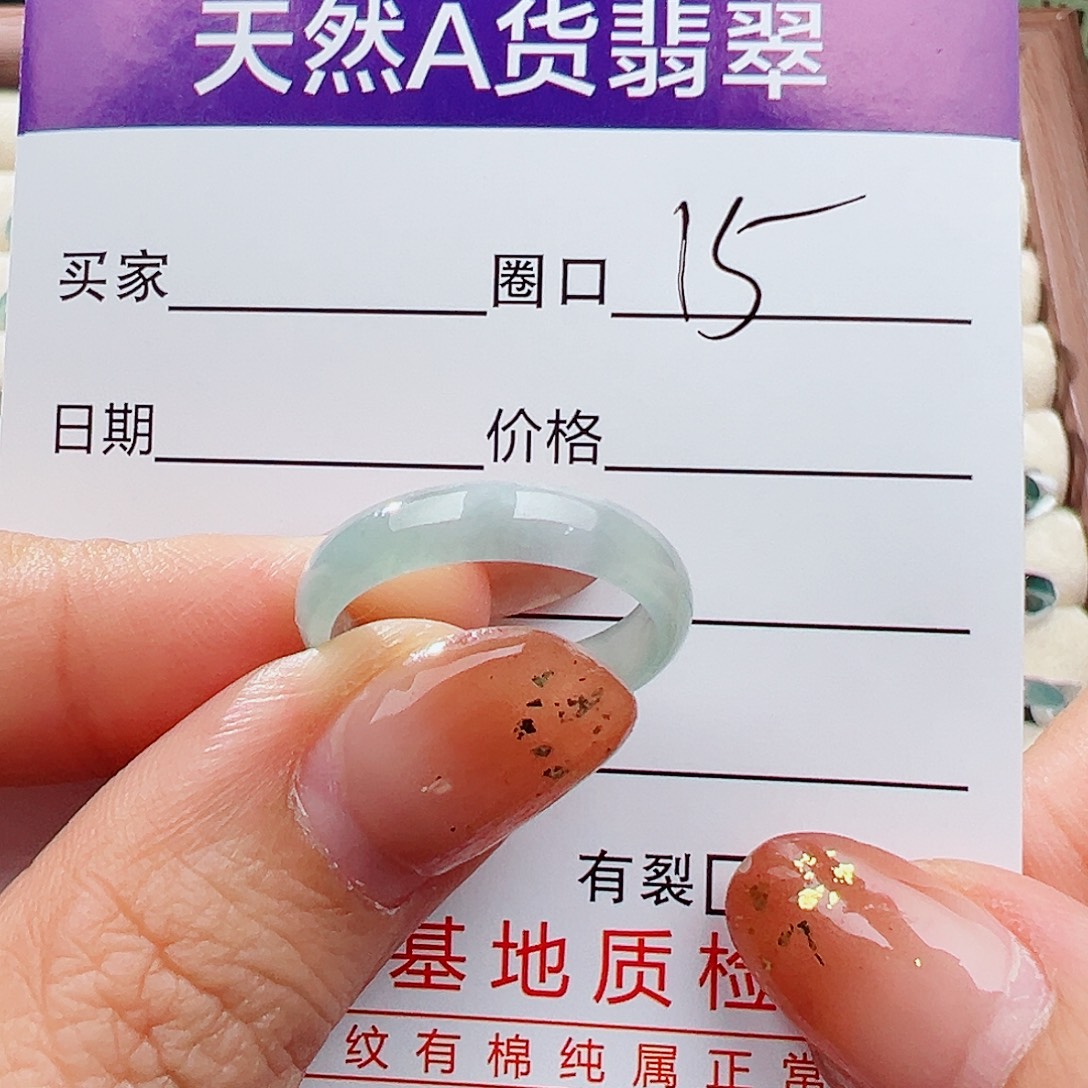 天然A货翡翠
买家 圈口 15
日期 价格
有裂
基地质检
纹有棉纯属正常